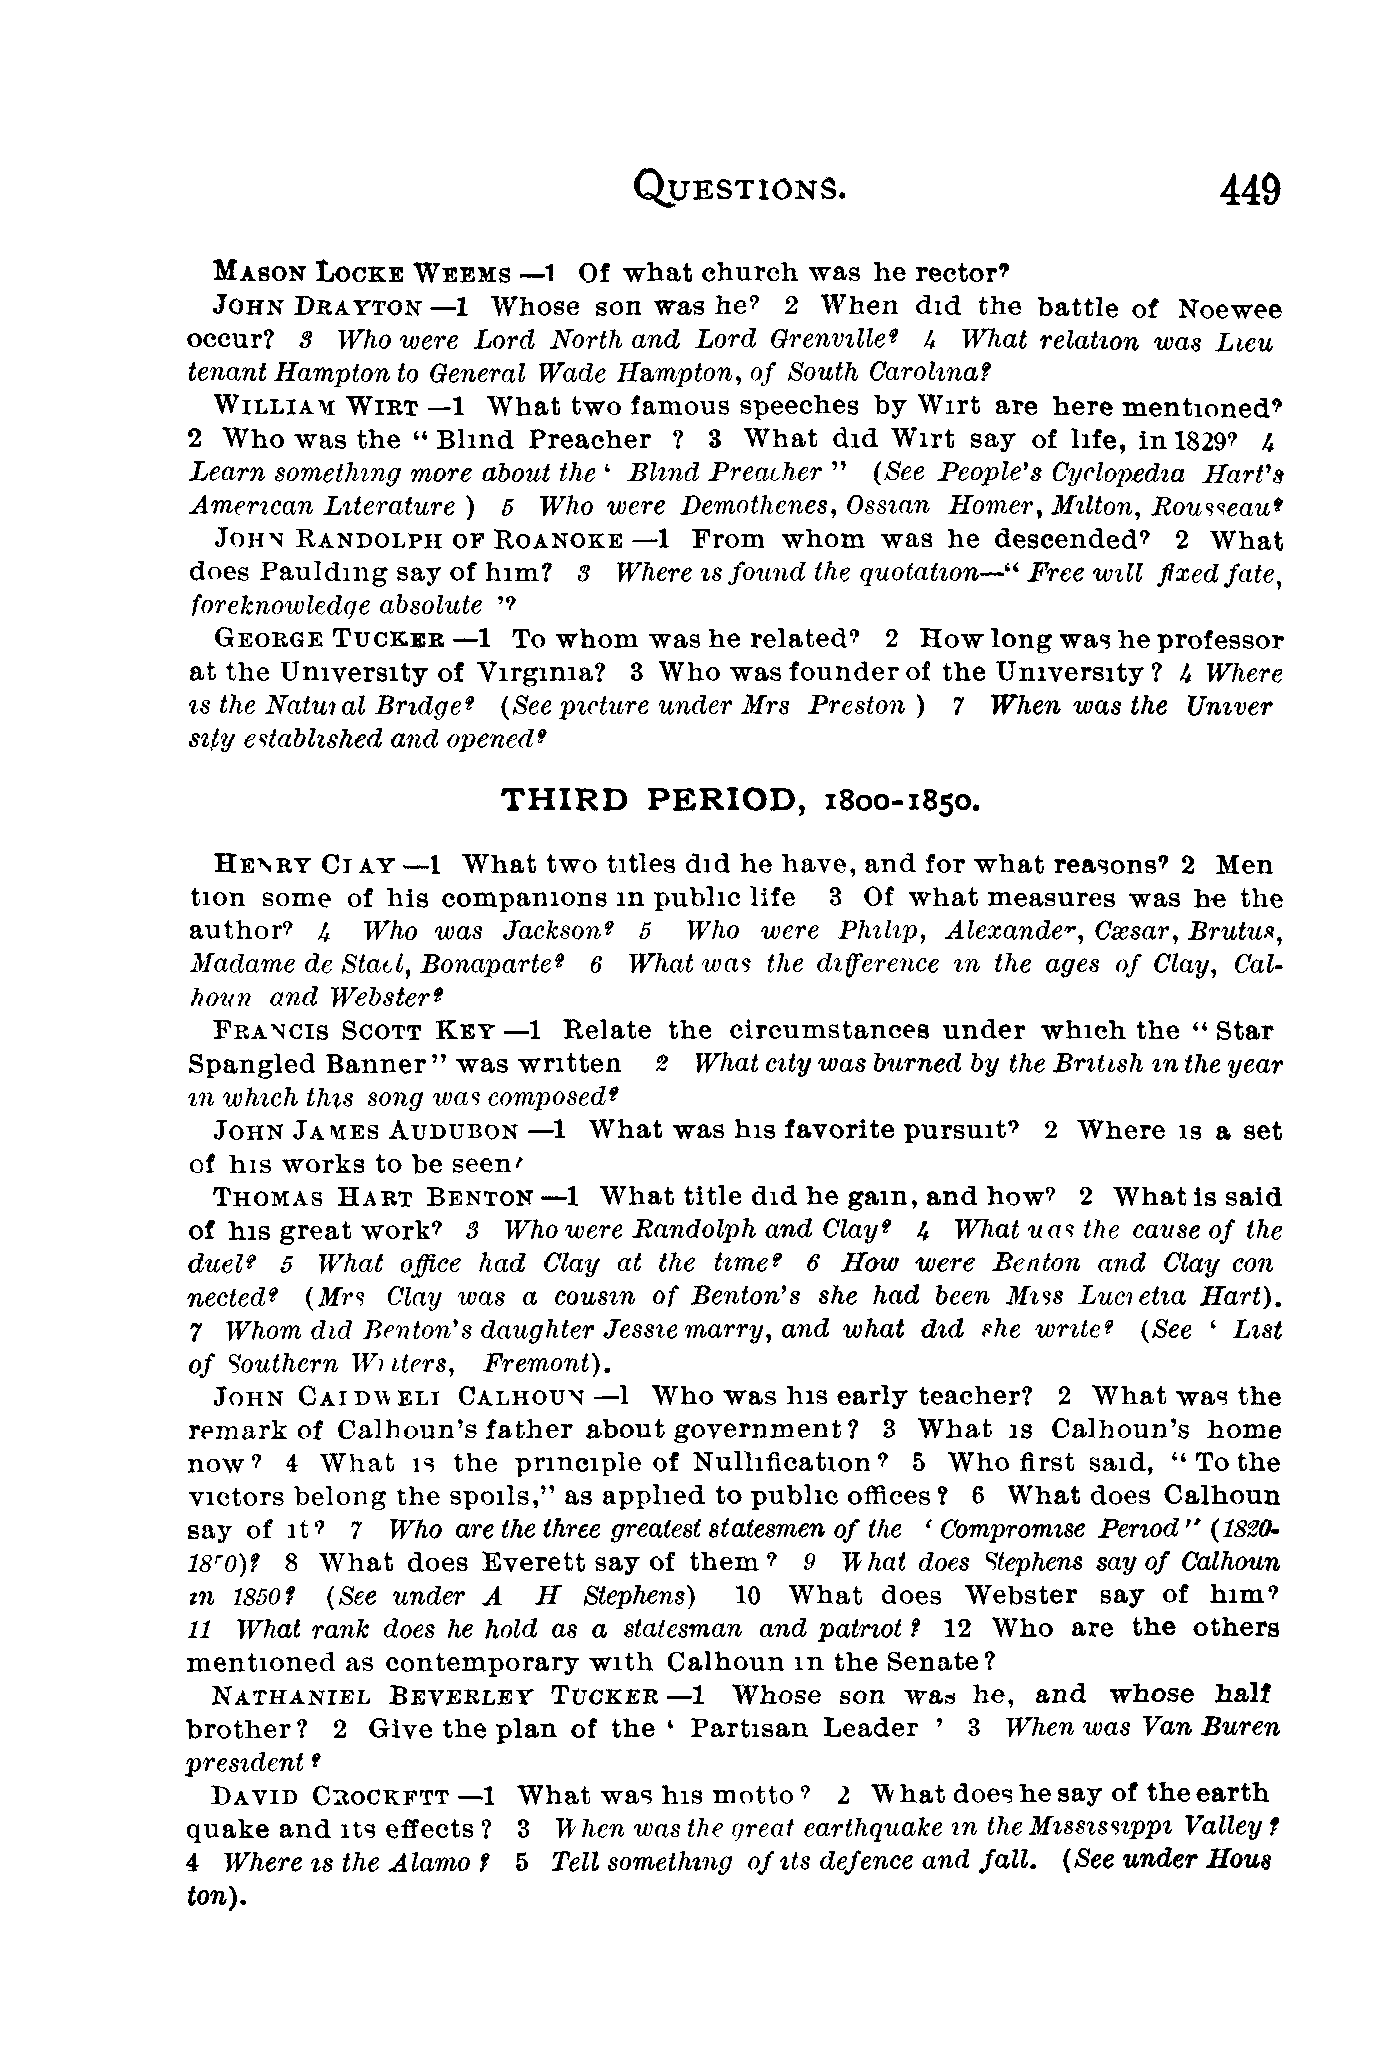 QUESTIONS. 449
MASON LOCKE WEEMS —1 Of what church was he rector?
JOHN DRAYTON —1 Whose son was he? 2 When did the battle of Noewee
occur? 3 Who were Lord North and Lord Grenville? 4 What relation was Lieu
tenant Hampton to General Wade Hampton, of South Carolina?
WILLIAM WIRT —1 What two famous speeches by Wirt are here mentioned?
2 Who was the “ Blind Preacher ? 3 What did Wirt say of life, in 1829? 4
Learn something more about the ‘ Blind Preacher ” (See People's Cyclopedia Hart's
American Literature ) 5 Who were Demothenes, Ossian Homer, Milton, Rousseau?
JOHN RANDOLPH OF ROANOKE —1 From whom was he descended? 2 What
does Paulding say of him? 3 Where is found the quotation—“ Free will fixed fate,
foreknowledge absolute ’?
GEORGE TUCKER —1 To whom was he related? 2 How long was he professor
at the University of Virginia? 3 Who was founder of the University? 4 Where
is the Natural Bridge? (See picture under Mrs Preston ) 7 When was the Univer
sity established and opened?
THIRD PERIOD, 1800-1850.
HENRY CLAY —1 What two titles did he have, and for what reasons? 2 Men
tion some of his companions in public life 3 Of what measures was he the
author? 4 Who was Jackson? 5 Who were Philip, Alexander, Cæsar, Brutus,
Madame de Stael, Bonaparte? 6 What was the difference in the ages of Clay, Cal-
houn and Webster?
FRANCIS SCOTT KEY —1 Relate the circumstances under which the “ Star
Spangled Banner” was written 2 What city was burned by the British in the year
in which this song was composed?
JOHN JAMES AUDUBON —1 What was his favorite pursuit? 2 Where is a set
of his works to be seen?
THOMAS HART BENTON —1 What title did he gain, and how? 2 What is said
of his great work? 3 Who were Randolph and Clay? 4 What was the cause of the
duel? 5 What office had Clay at the time? 6 How were Benton and Clay con
nected? (Mrs Clay was a cousin of Benton's she had been Miss Lucretia Hart).
7 Whom did Benton's daughter Jessie marry, and what did she write? (See ‘ List
of Southern Writers, Fremont).
JOHN CALDWELL CALHOUN —1 Who was his early teacher? 2 What was the
remark of Calhoun's father about government? 3 What is Calhoun's home
now? 4 What is the principle of Nullification? 5 Who first said, “ To the
victors belong the spoils,” as applied to public offices? 6 What does Calhoun
say of it? 7 Who are the three greatest statesmen of the ‘ Compromise Period” (1820-
1850)? 8 What does Everett say of them? 9 What does Stephens say of Calhoun
in 1850? (See under A H Stephens) 10 What does Webster say of him?
11 What rank does he hold as a statesman and patriot? 12 Who are the others
mentioned as contemporary with Calhoun in the Senate?
NATHANIEL BEVERLEY TUCKER —1 Whose son was he, and whose half
brother? 2 Give the plan of the ‘ Partisan Leader ’ 3 When was Van Buren
president?
DAVID CROCKETT —1 What was his motto? 2 What does he say of the earth
quake and its effects? 3 When was the great earthquake in the Mississippi Valley?
4 Where is the Alamo? 5 Tell something of its defence and fall. (See under Hous
ton).